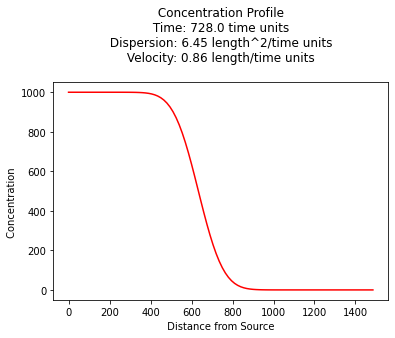 Concentration Profile
Time: 728.0 time units
Dispersion: 6.45 length^2/time units
Velocity: 0.86 length/time units
1000
800
600
400
200
0
Concentration
0 200 400 600 800 1000 1200 1400
Distance from Source